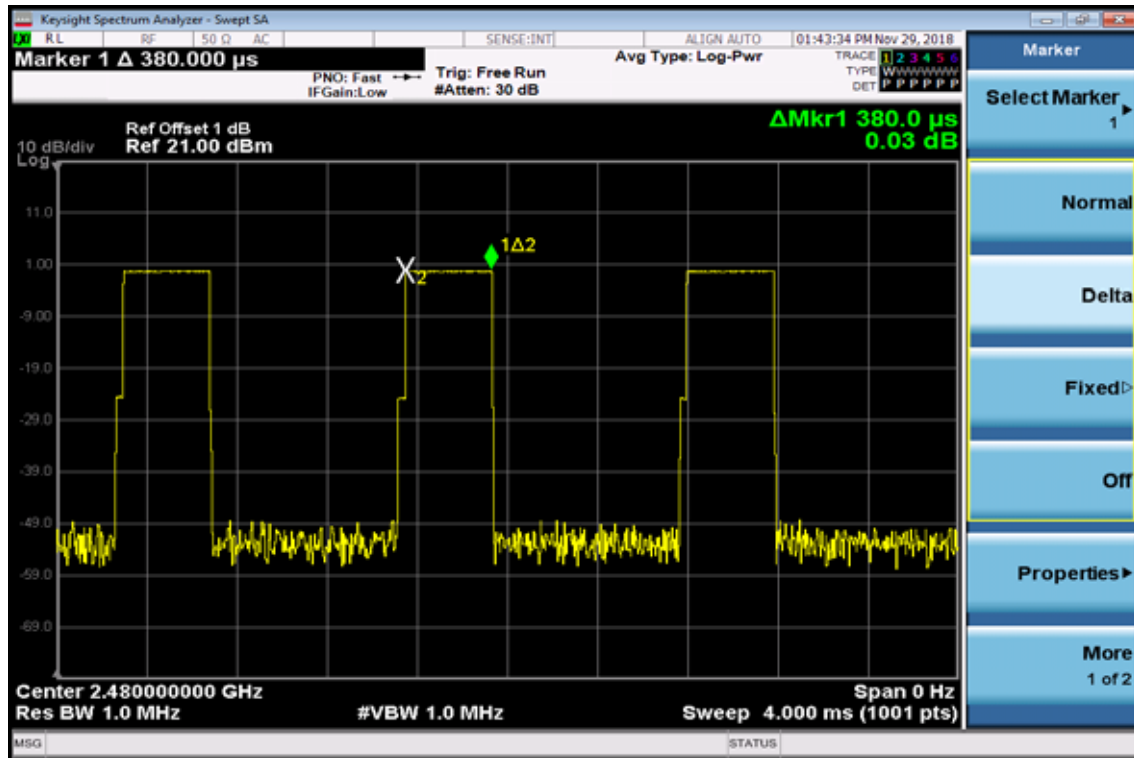 Keysight Spectrum Analyzer - Swept SA
RL RF 50 Ω AC SENSE:INT ALIGN AUTO 01:43:34 PM Nov 29, 2018
Marker 1 Δ 380.000 µs
PNO: Fast
IFGain:Low
Trig: Free Run
#Atten: 30 dB
Avg Type: Log-Pwr
TRACE 1 2 3 4 5 6
TYPE WWWWWWW
DET P P P P P P
ΔMkr1 380.0 µs
0.03 dB
Ref Offset 1 dB
10 dB/div Ref 21.00 dBm
Log
11.0
1.00
-9.00
-19.0
-29.0
-39.0
-49.0
-59.0
-69.0
X2
1Δ2
Center 2.480000000 GHz Span 0 Hz
Res BW 1.0 MHz #VBW 1.0 MHz Sweep 4.000 ms (1001 pts)
MSG STATUS
Marker
Select Marker
1
Normal
Delta
Fixed
Off
Properties
More
1 of 2